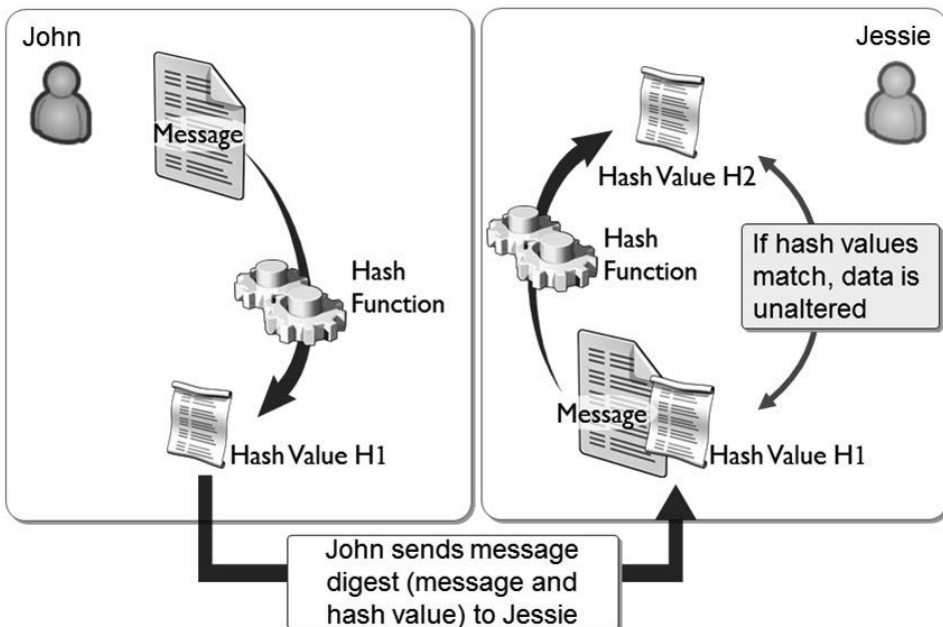 John
Message
Hash
Function
Hash Value H1
Jessie
Hash Value H2
Hash
Function
If hash values
match, data is
unaltered
Message
Hash Value H1
John sends message
digest (message and
hash value) to Jessie